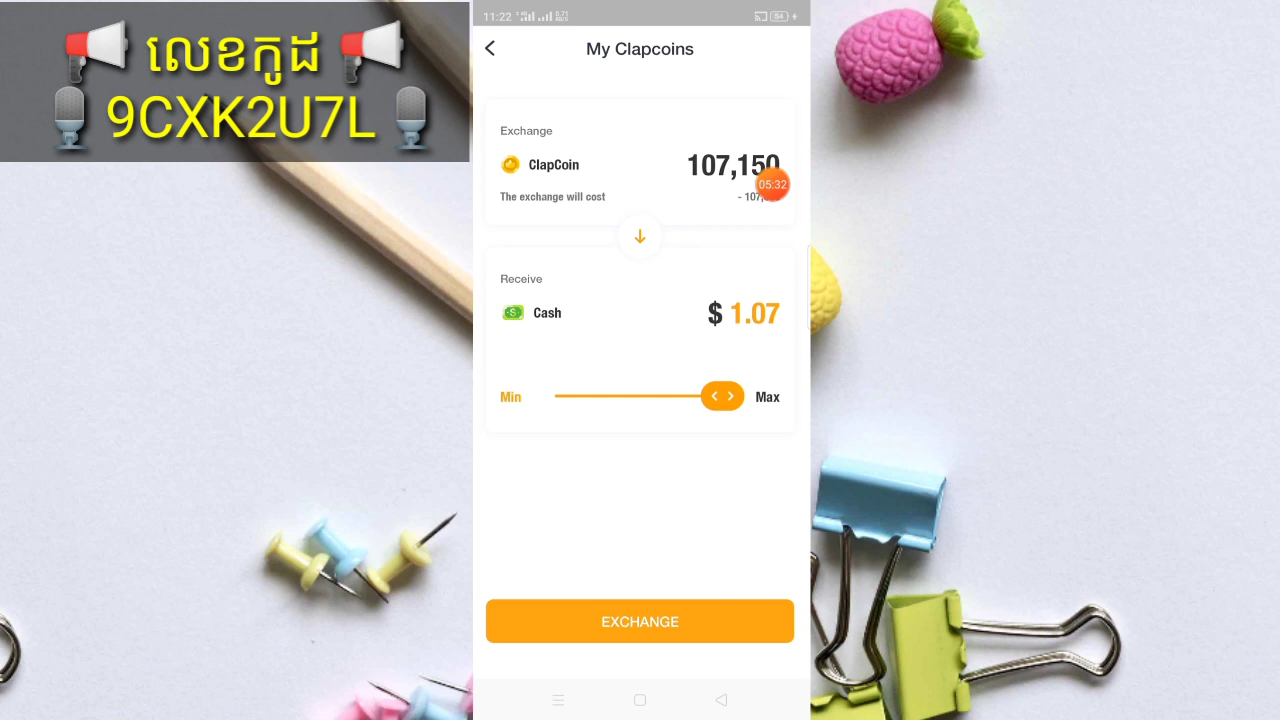 លេខកូដ
9CXK2U7L
11:22
54
My Clapcoins
Exchange
ClapCoin 107,150
05:32
The exchange will cost
Receive
Cash $ 1.07
Min Max
EXCHANGE